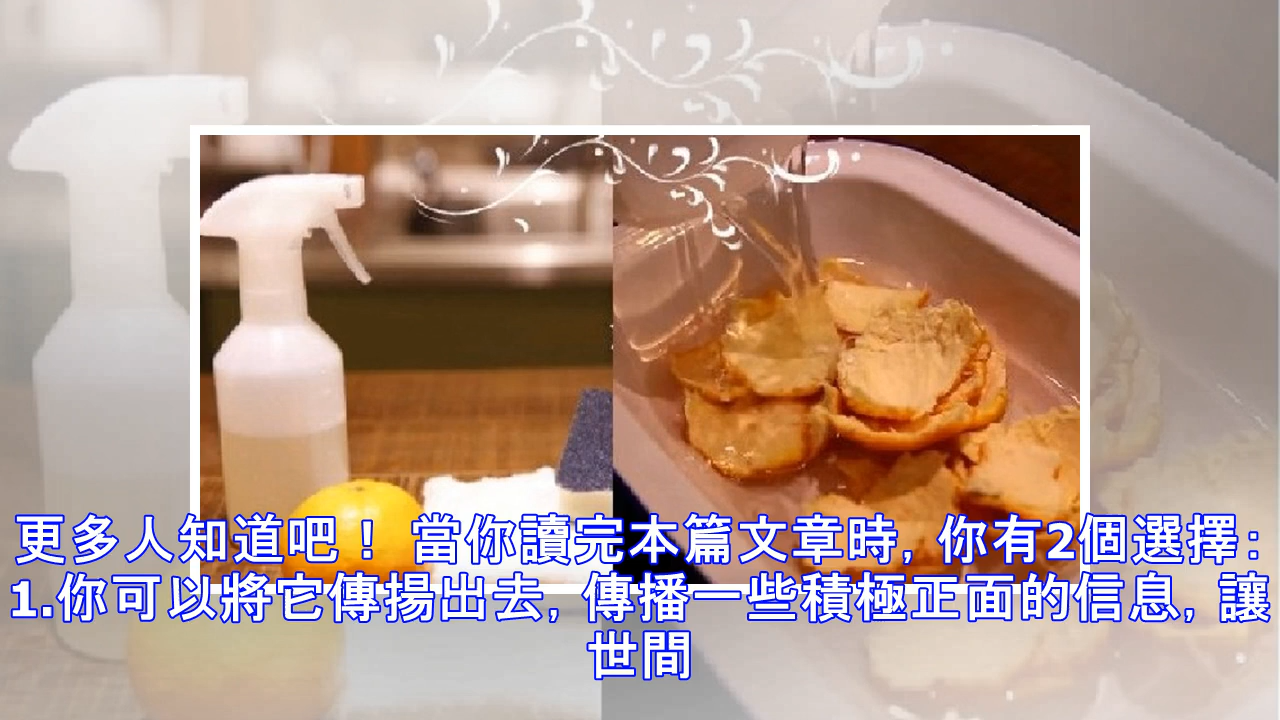 更多人知道吧！ 當你讀完本篇文章時, 你有2個選擇:
1.你可以將它傳揚出去, 傳播一些積極正面的信息, 讓
世間